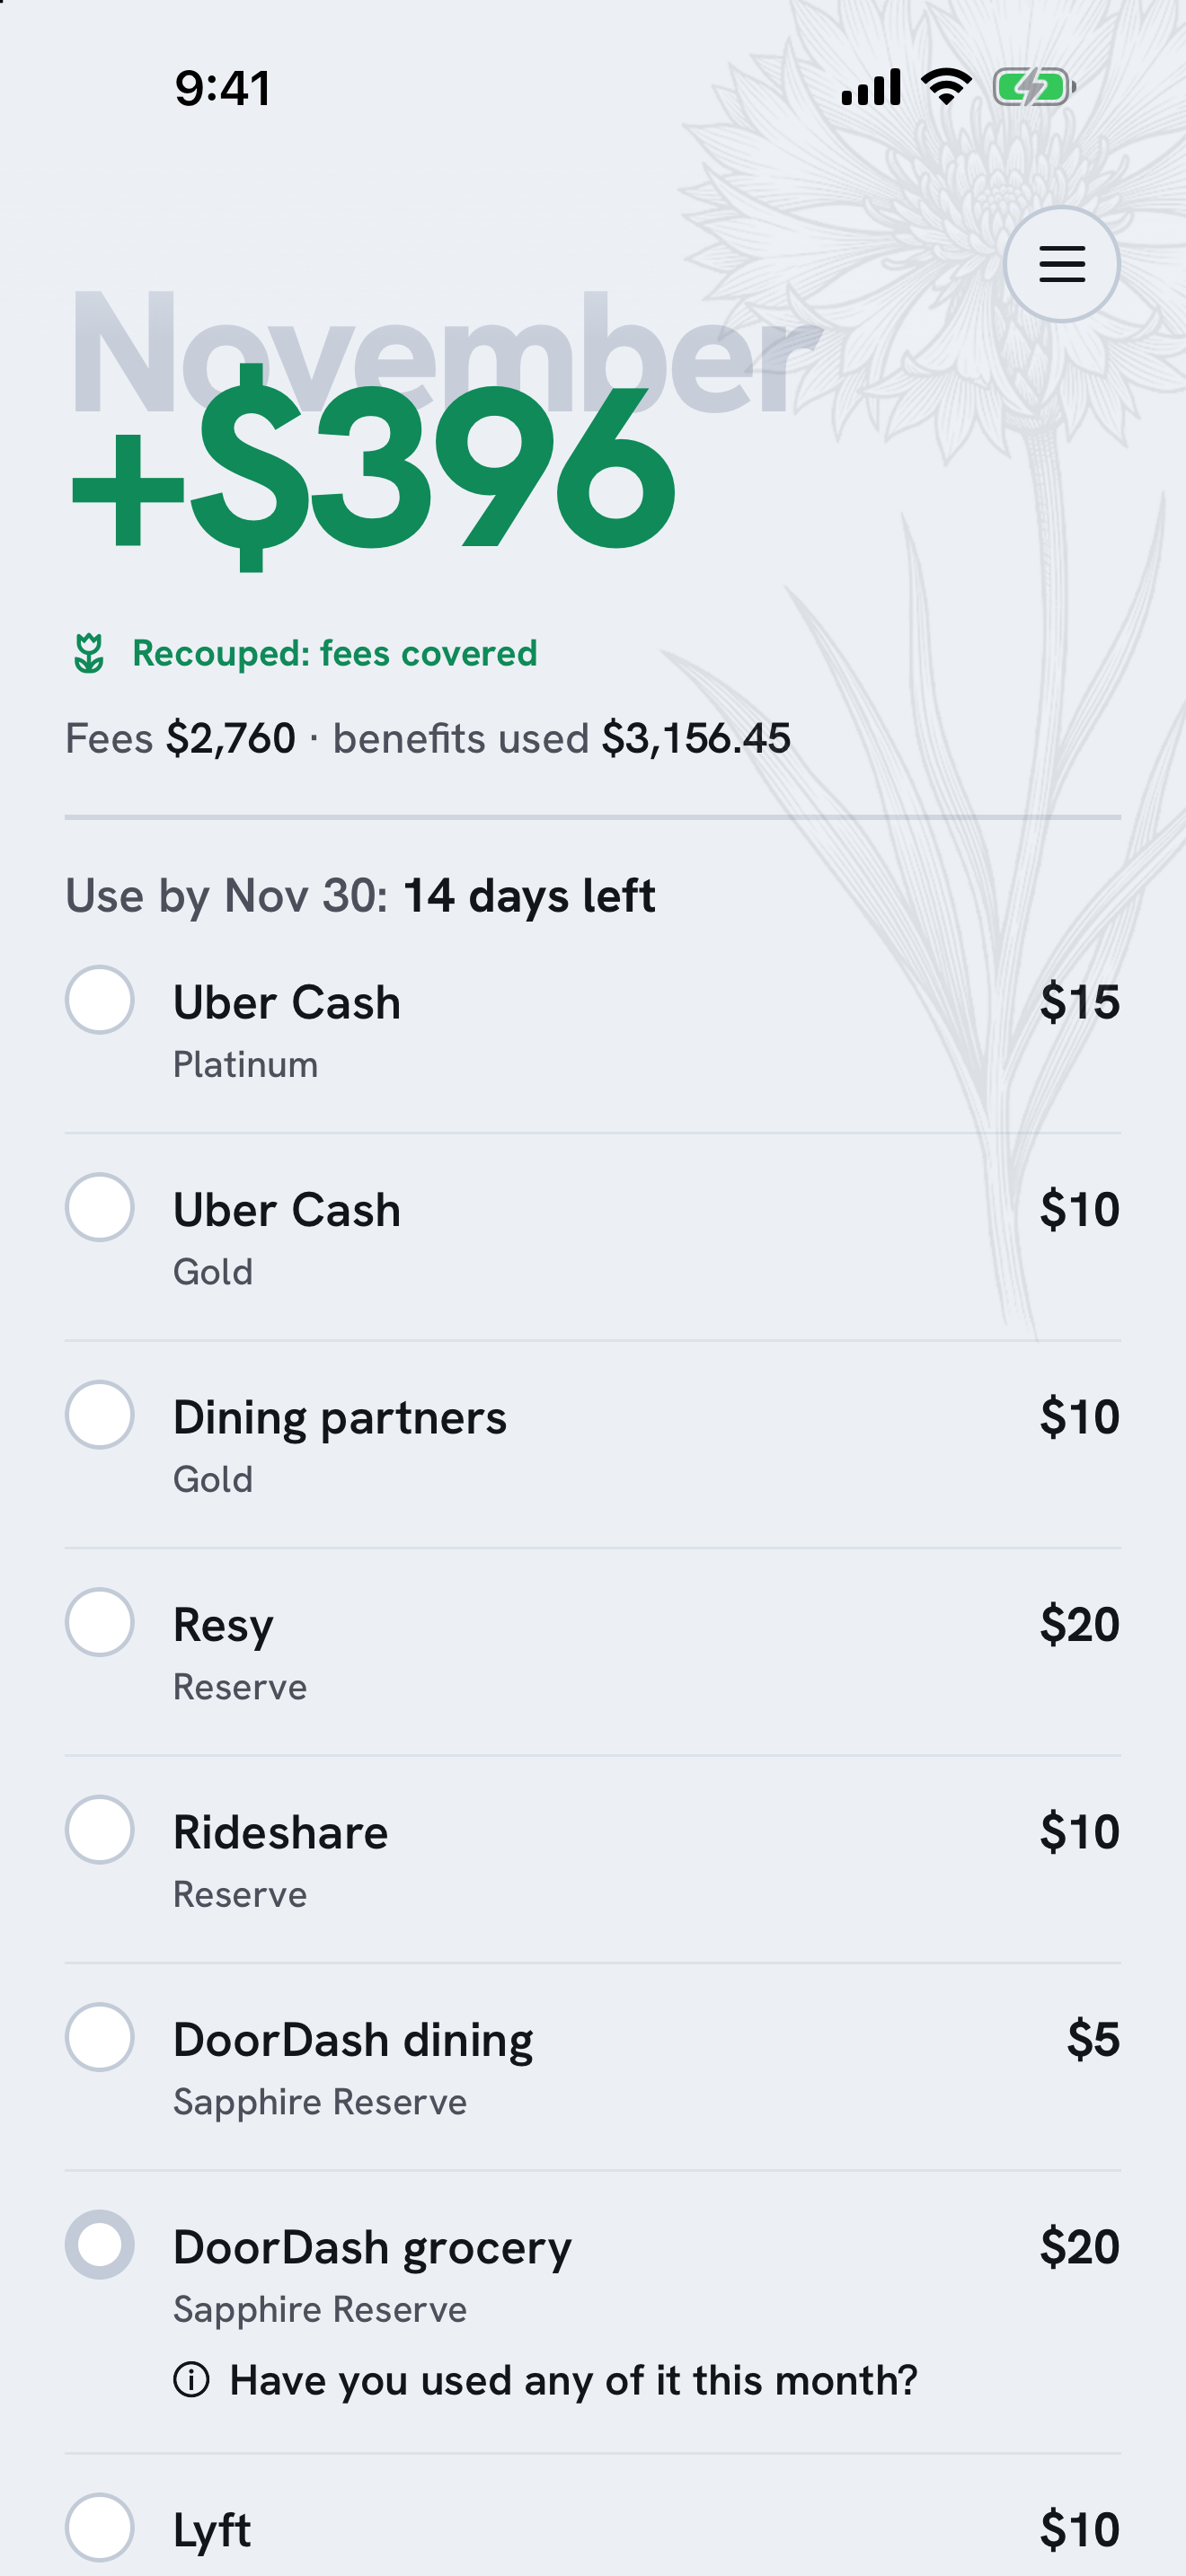 9:41
November
+$396
Recouped: fees covered
Fees $2,760 · benefits used $3,156.45
Use by Nov 30: 14 days left
Uber Cash $15
Platinum
Uber Cash $10
Gold
Dining partners $10
Gold
Resy $20
Reserve
Rideshare $10
Reserve
DoorDash dining $5
Sapphire Reserve
DoorDash grocery $20
Sapphire Reserve
Have you used any of it this month?
Lyft $10